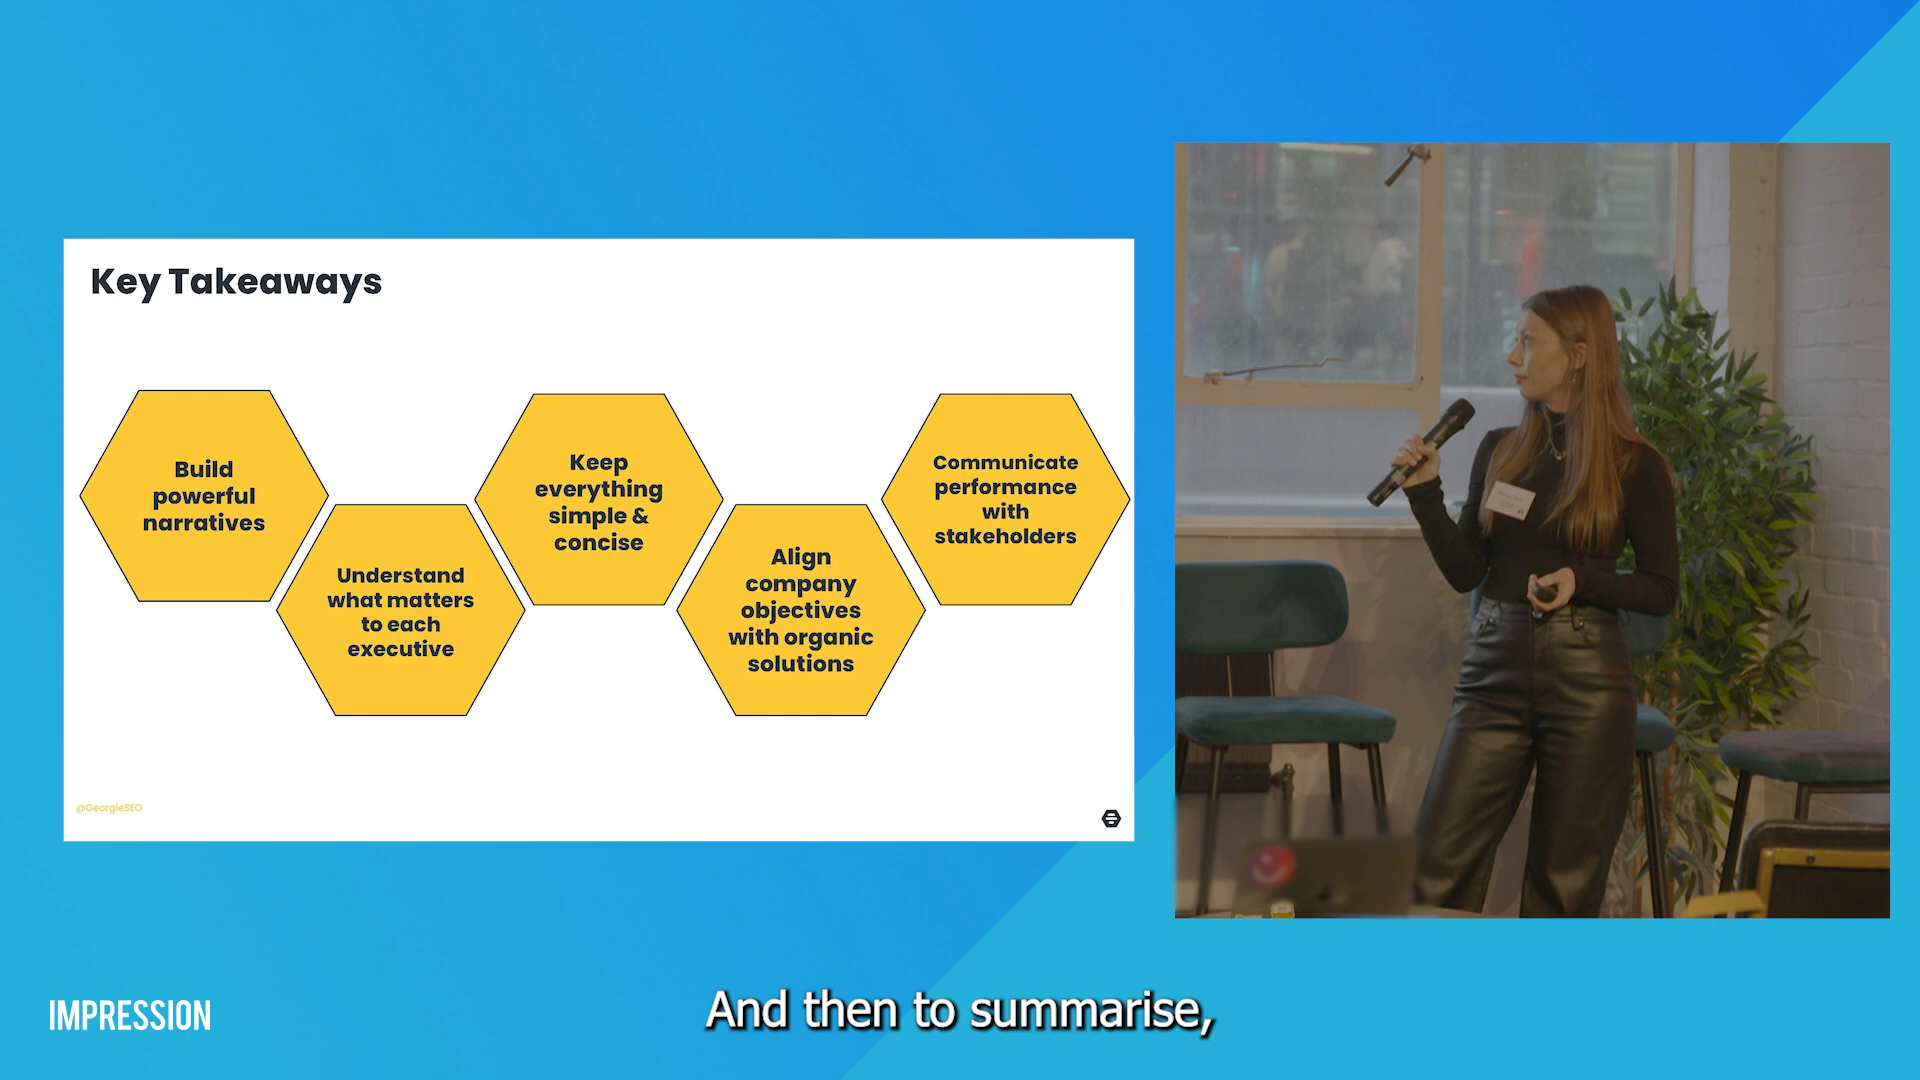 Key Takeaways
Build
powerful
narratives
Understand
what matters
to each
executive
Keep
everything
simple &
concise
Align
company
objectives
with organic
solutions
Communicate
performance
with
stakeholders
@GeorgieSEO
IMPRESSION
And then to summarise,